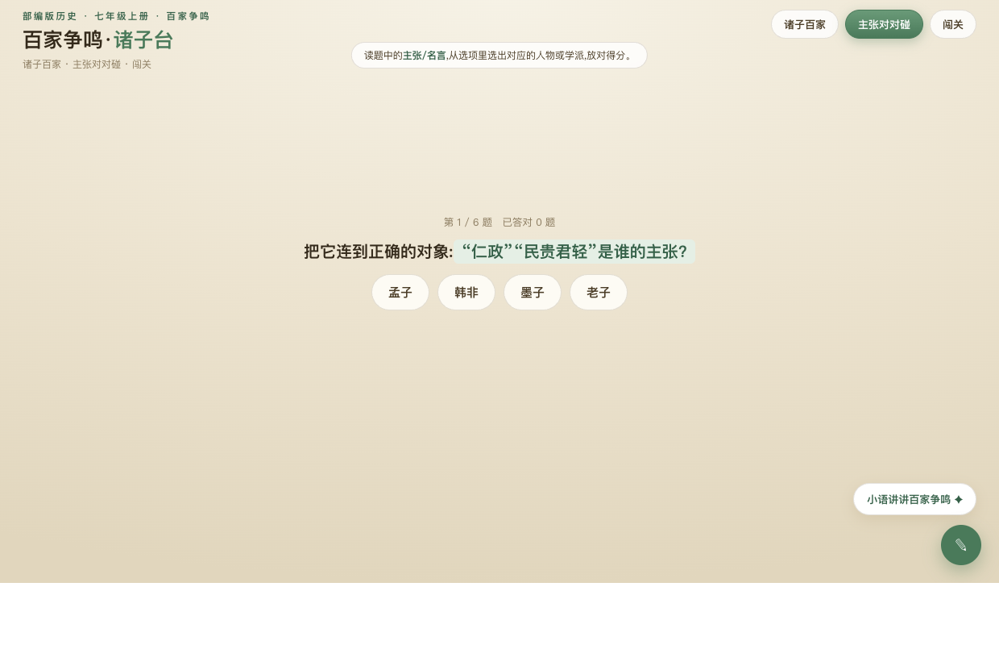 部编版历史 · 七年级上册 · 百家争鸣
百家争鸣·诸子台
诸子百家 · 主张对对碰 · 闯关
诸子百家
主张对对碰
闯关
读题中的主张/名言,从选项里选出对应的人物或学派,放对得分。
第 1 / 6 题 已答对 0 题
把它连到正确的对象:“仁政”“民贵君轻”是谁的主张?
孟子
韩非
墨子
老子
小语讲讲百家争鸣 ✦